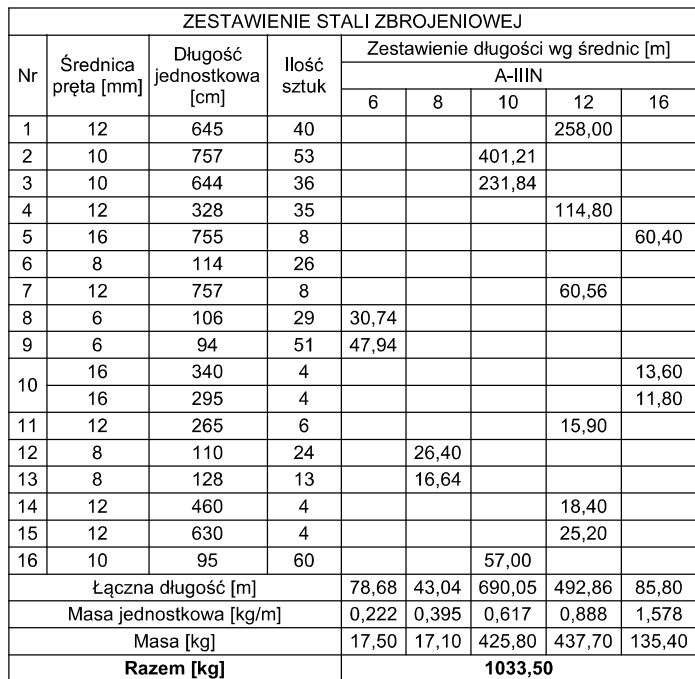 ZESTAWIENIE STALI ZBROJENIOWEJ
Nr Średnica pręta [mm] Długość jednostkowa [cm] Ilość sztuk Zestawienie długości wg średnic [m]
A-IIIN
6 8 10 12 16
1 12 645 40 258,00
2 10 757 53 401,21
3 10 644 36 231,84
4 12 328 35 114,80
5 16 755 8 60,40
6 8 114 26
7 12 757 8 60,56
8 6 106 29 30,74
9 6 94 51 47,94
10 16 340 4 13,60
16 295 4 11,80
11 12 265 6 15,90
12 8 110 24 26,40
13 8 128 13 16,64
14 12 460 4 18,40
15 12 630 4 25,20
16 10 95 60 57,00
Łączna długość [m] 78,68 43,04 690,05 492,86 85,80
Masa jednostkowa [kg/m] 0,222 0,395 0,617 0,888 1,578
Masa [kg] 17,50 17,10 425,80 437,70 135,40
Razem [kg] 1033,50